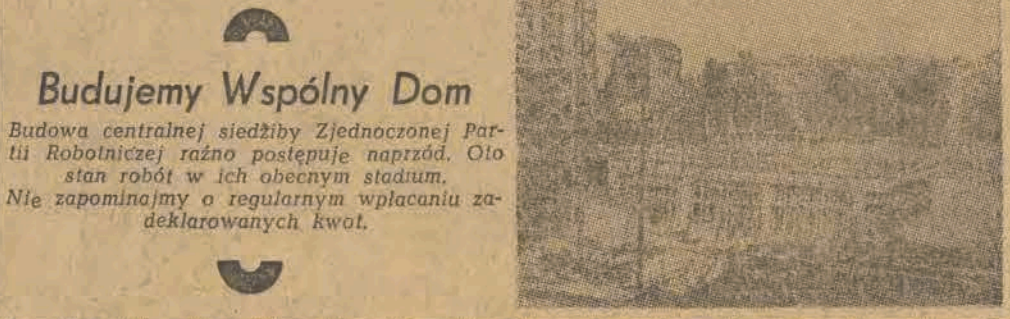 Budujemy Wspólny Dom
Budowa centralnej siedziby Zjednoczonej Par-
tii Robotniczej raźno postępuje naprzód. Oto
stan robót w ich obecnym stadium.
Nie zapominajmy o regularnym wpłacaniu za-
deklarowanych kwot.